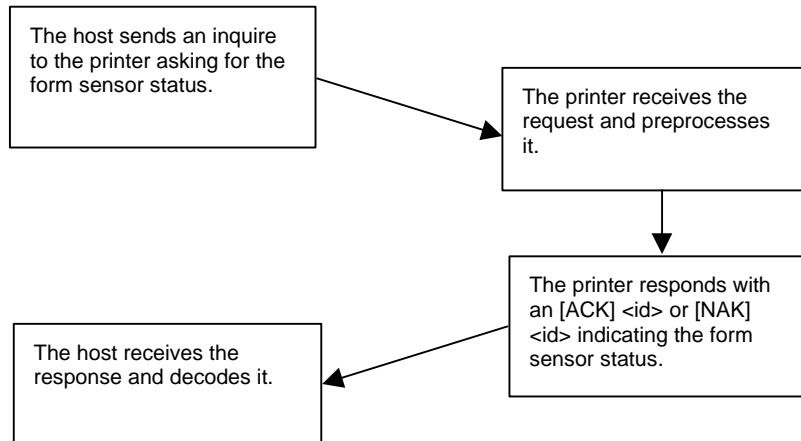 The host sends an inquire
to the printer asking for the
form sensor status.
The printer receives the
request and preprocesses
it.
The printer responds with
an [ACK] <id> or [NAK]
<id> indicating the form
sensor status.
The host receives the
response and decodes it.